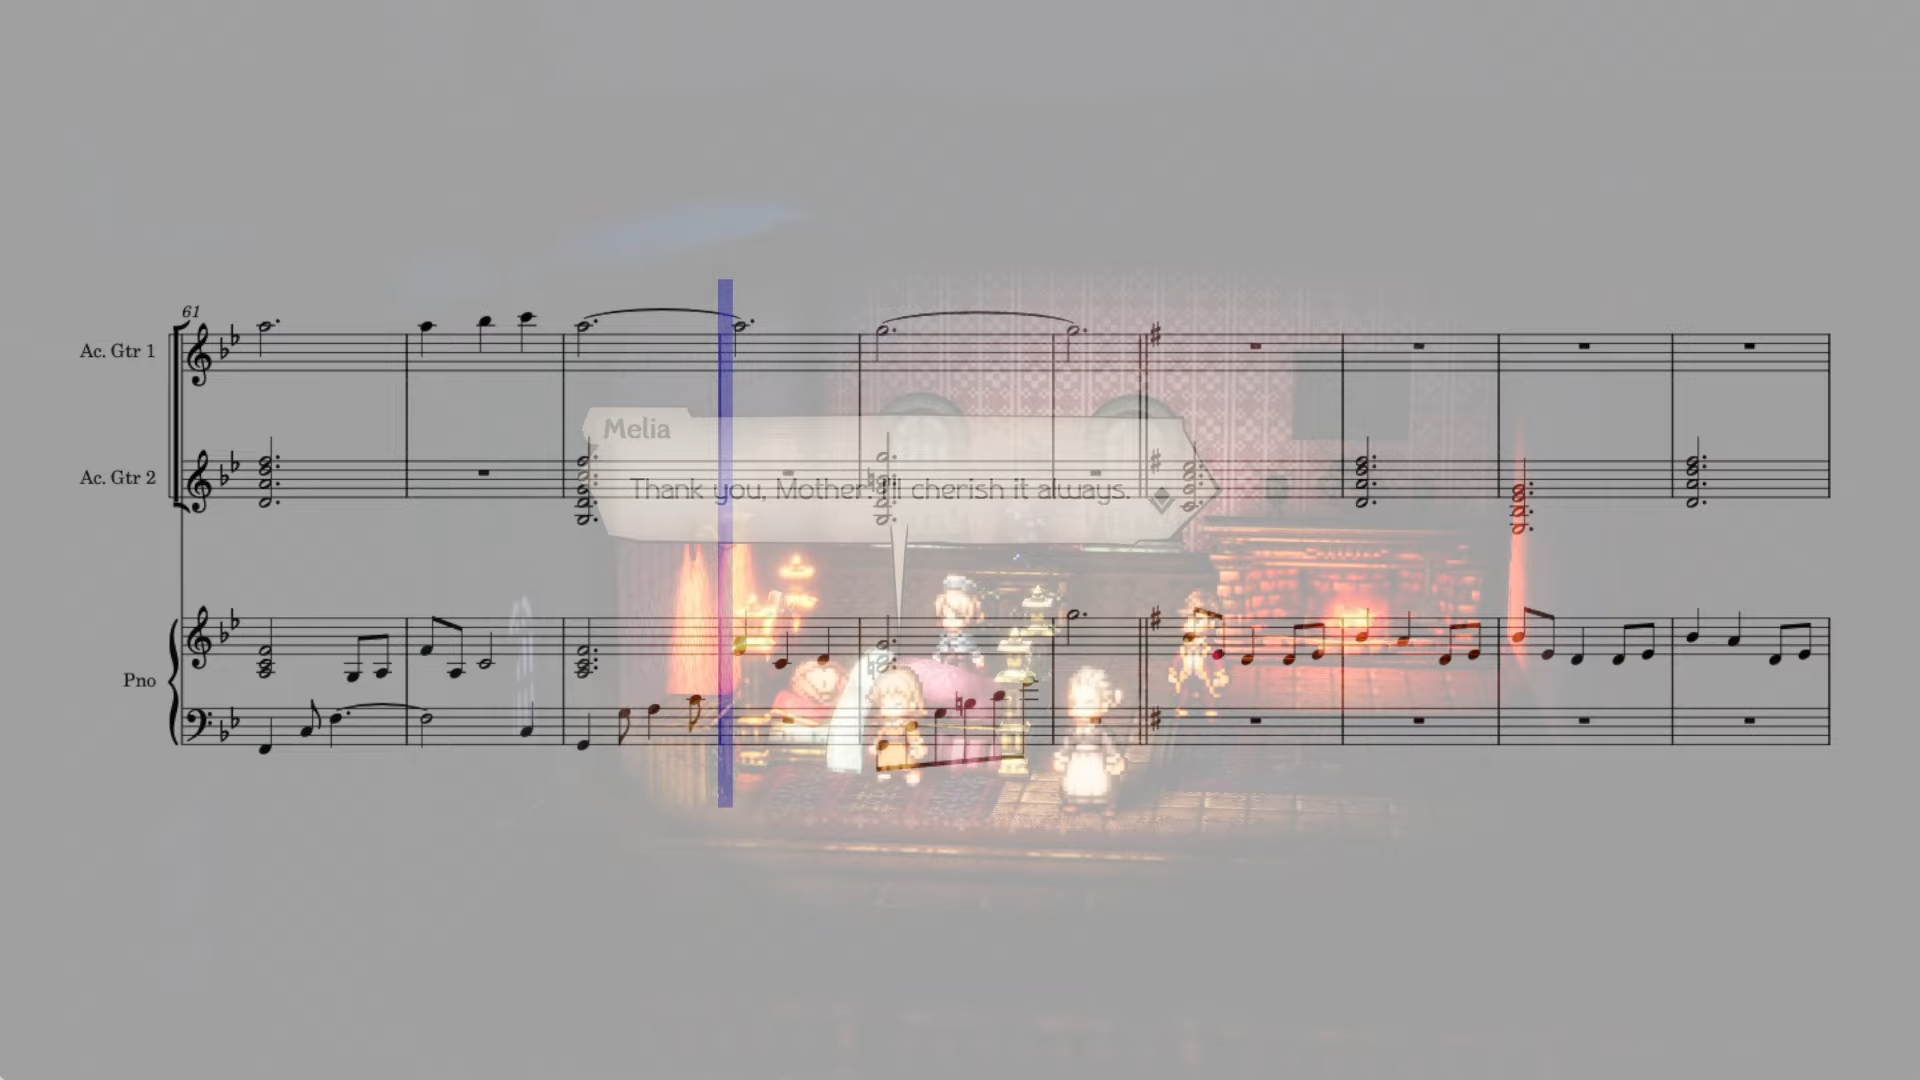 61
Ac. Gtr 1
Melia
Ac. Gtr 2
Thank you, Mother. I'll cherish it always.
Pno